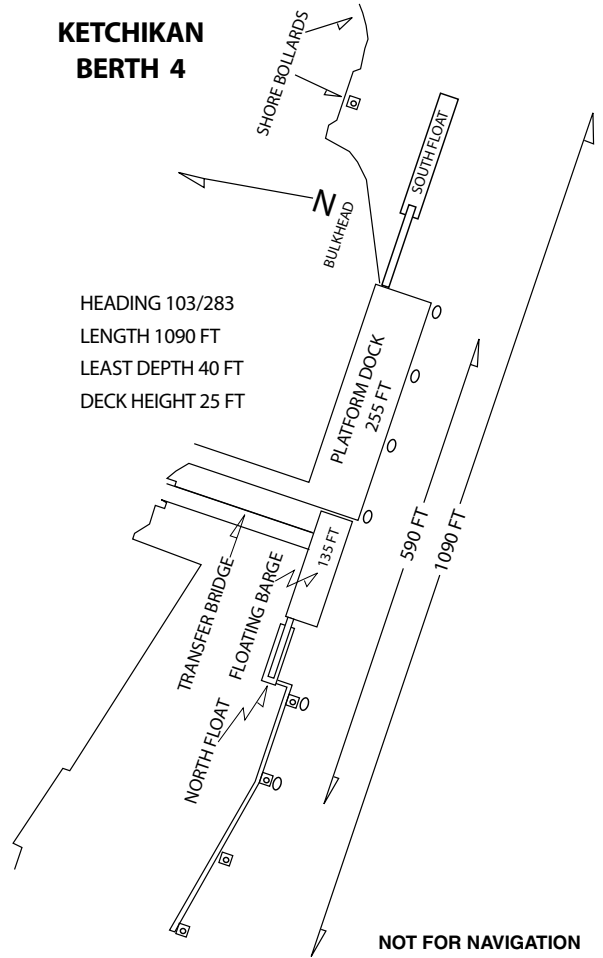 KETCHIKAN
BERTH 4
SHORE BOLLARDS
SOUTH FLOAT
N
BULKHEAD
HEADING 103/283
LENGTH 1090 FT
LEAST DEPTH 40 FT
DECK HEIGHT 25 FT
PLATFORM DOCK
255 FT
590 FT
1090 FT
135 FT
TRANSFER BRIDGE
FLOATING BARGE
NORTH FLOAT
NOT FOR NAVIGATION